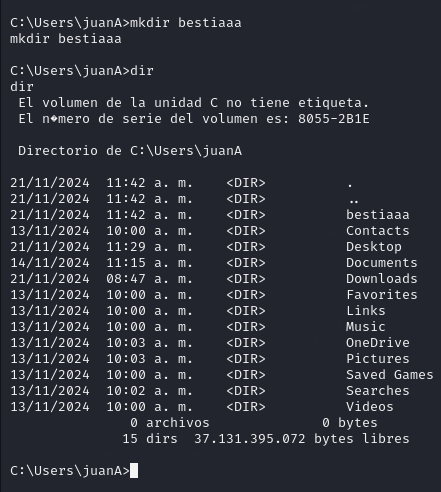 C:\Users\juanA>mkdir bestiaaa
mkdir bestiaaa
C:\Users\juanA>dir
dir
 El volumen de la unidad C no tiene etiqueta.
 El n�mero de serie del volumen es: 8055-2B1E
 Directorio de C:\Users\juanA
21/11/2024  11:42 a. m.    <DIR>          .
21/11/2024  11:42 a. m.    <DIR>          ..
21/11/2024  11:42 a. m.    <DIR>          bestiaaa
13/11/2024  10:00 a. m.    <DIR>          Contacts
21/11/2024  11:29 a. m.    <DIR>          Desktop
14/11/2024  11:15 a. m.    <DIR>          Documents
21/11/2024  08:47 a. m.    <DIR>          Downloads
13/11/2024  10:00 a. m.    <DIR>          Favorites
13/11/2024  10:00 a. m.    <DIR>          Links
13/11/2024  10:00 a. m.    <DIR>          Music
13/11/2024  10:03 a. m.    <DIR>          OneDrive
13/11/2024  10:03 a. m.    <DIR>          Pictures
13/11/2024  10:00 a. m.    <DIR>          Saved Games
13/11/2024  10:02 a. m.    <DIR>          Searches
13/11/2024  10:00 a. m.    <DIR>          Videos
               0 archivos              0 bytes
              15 dirs  37.131.395.072 bytes libres
C:\Users\juanA>